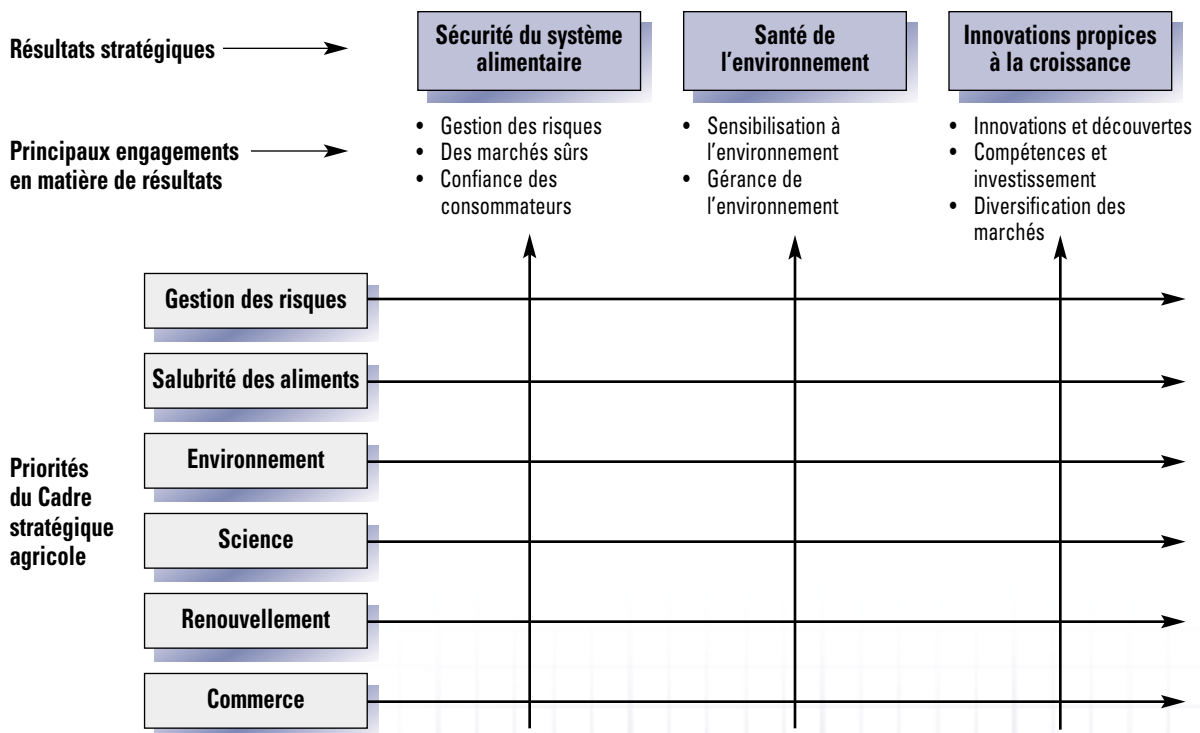 Résultats stratégiques
Sécurité du système
alimentaire
Santé de
l'environnement
Innovations propices
à la croissance
Principaux engagements
en matière de résultats
• Gestion des risques
• Des marchés sûrs
• Confiance des
consommateurs
• Sensibilisation à
l'environnement
• Gérance de
l'environnement
• Innovations et découvertes
• Compétences et
investissement
• Diversification des
marchés
Priorités
du Cadre
stratégique
agricole
Gestion des risques
Salubrité des aliments
Environnement
Science
Renouvellement
Commerce